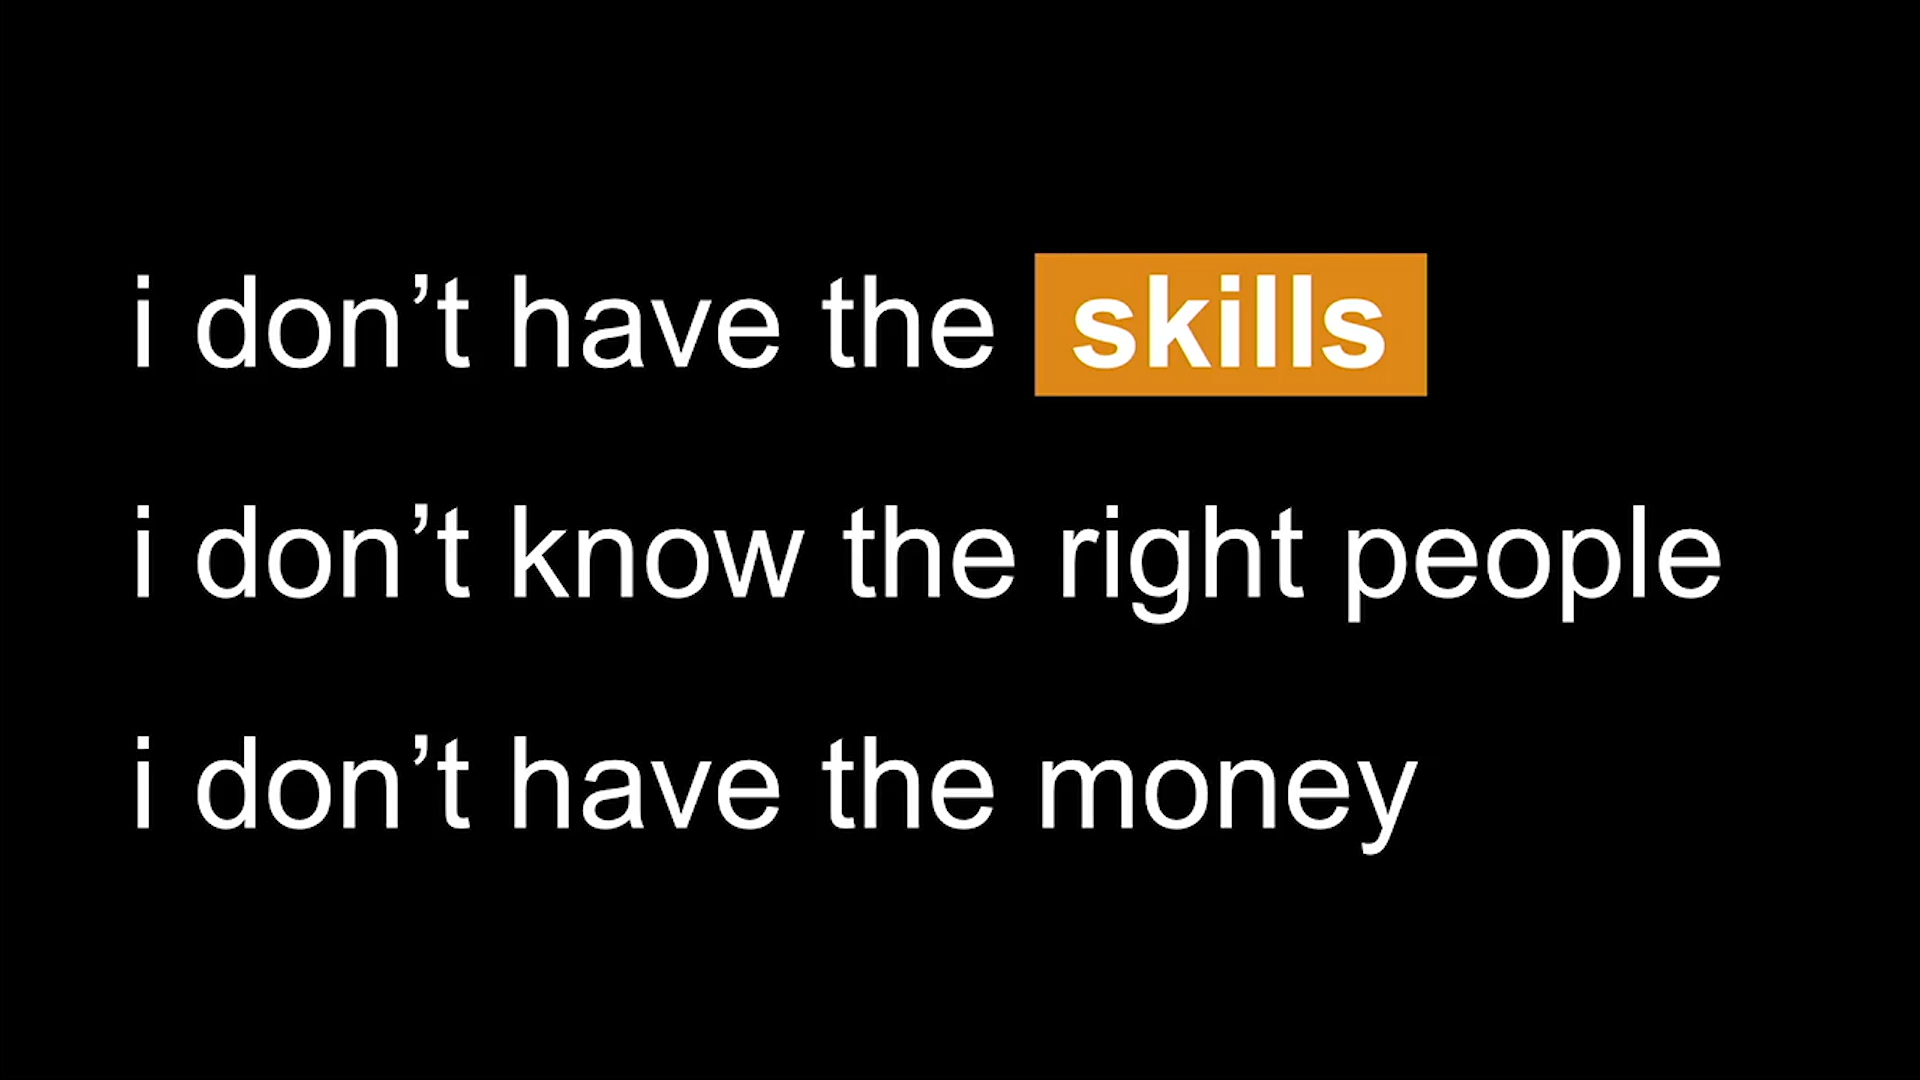 i don’t have the skills
i don’t know the right people
i don’t have the money